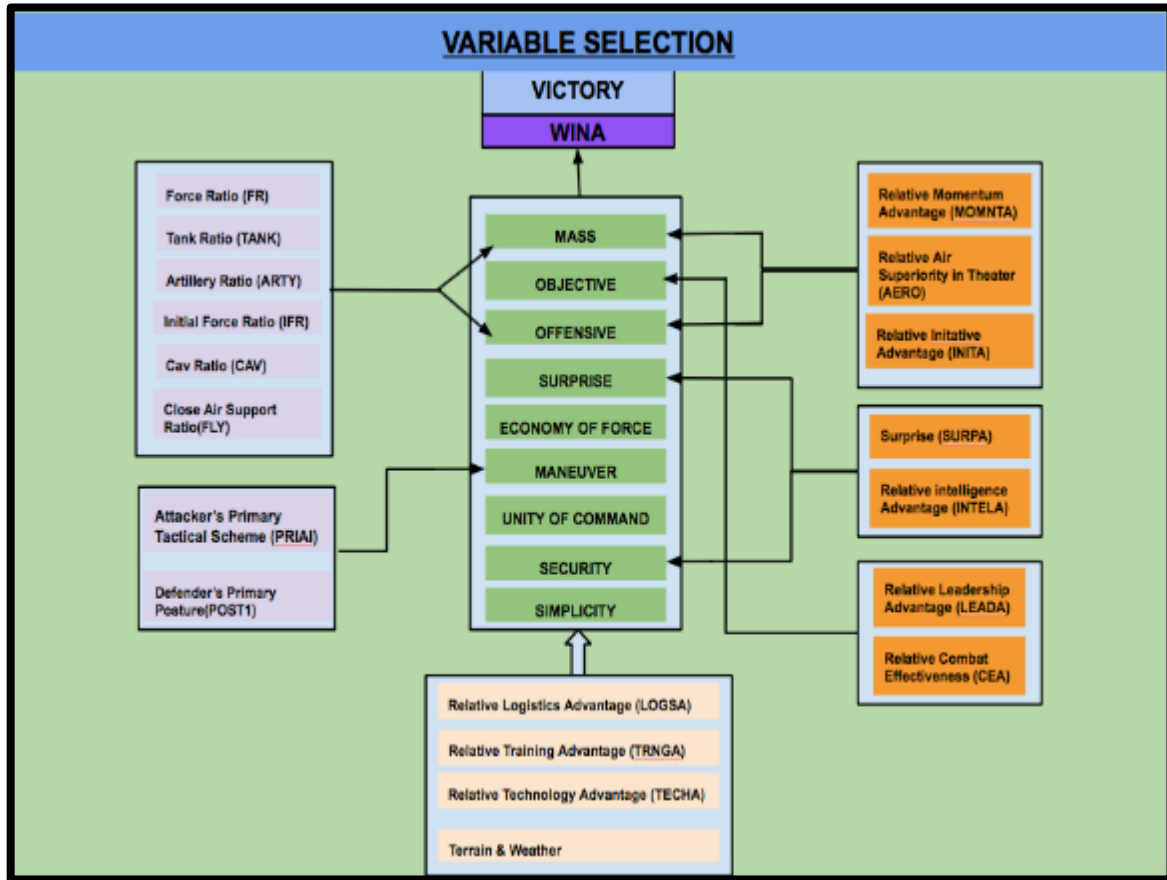 VARIABLE SELECTION
VICTORY
WINA
Force Ratio (FR)
Tank Ratio (TANK)
Artillery Ratio (ARTY)
Initial Force Ratio (IFR)
Cav Ratio (CAV)
Close Air Support
Ratio(FLY)
Attacker's Primary
Tactical Scheme (PRIAI)
Defender's Primary
Posture(POST1)
MASS
OBJECTIVE
OFFENSIVE
SURPRISE
ECONOMY OF FORCE
MANEUVER
UNITY OF COMMAND
SECURITY
SIMPLICITY
Relative Momentum
Advantage (MOMNTA)
Relative Air
Superiority in Theater
(AERO)
Relative Initative
Advantage (INITA)
Surprise (SURPA)
Relative intelligence
Advantage (INTELA)
Relative Leadership
Advantage (LEADA)
Relative Combat
Effectiveness (CEA)
Relative Logistics Advantage (LOGSA)
Relative Training Advantage (TRNGA)
Relative Technology Advantage (TECHA)
Terrain & Weather